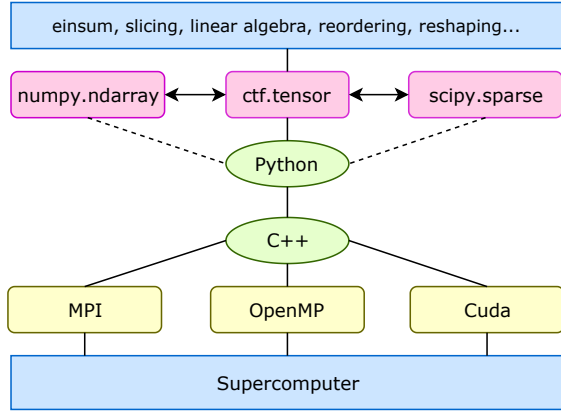 einsum, slicing, linear algebra, reordering, reshaping...
numpy.ndarray
ctf.tensor
scipy.sparse
Python
C++
MPI
OpenMP
Cuda
Supercomputer